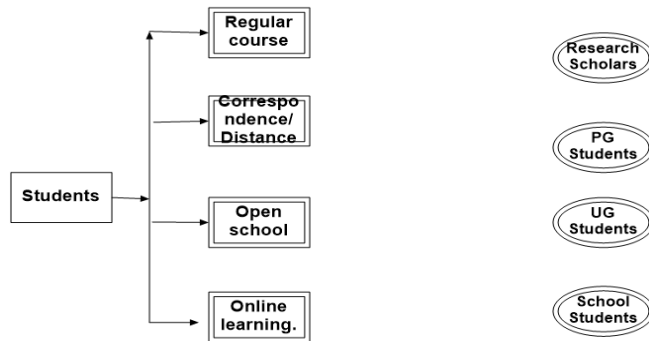 Regular
course
Correspo
ndence/
Distance
Students
Open
school
Online
learning.
Research
Scholars
PG
Students
UG
Students
School
Students